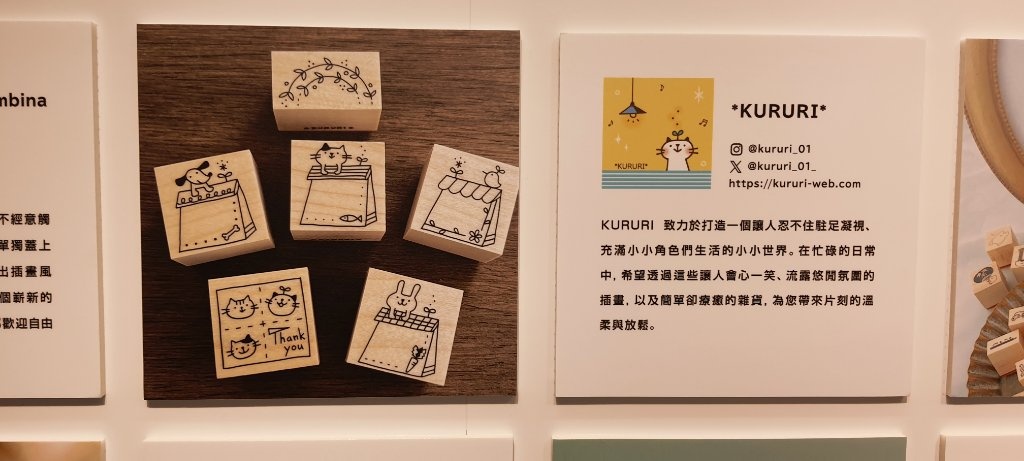 mbina
不經意觸
單獨蓋上
出插畫風
個嶄新的
歡迎自由
*KURURI*
Thank
you
*KURURI*
*KURURI*
@kururi_01
@kururi_01_
https://kururi-web.com
KURURI 致力於打造一個讓人忍不住駐足凝視、
充滿小小角色們生活的小小世界。在忙碌的日常
中，希望透過這些讓人會心一笑、流露悠閒氛圍的
插畫，以及簡單卻療癒的雜貨，為您帶來片刻的溫
柔與放鬆。